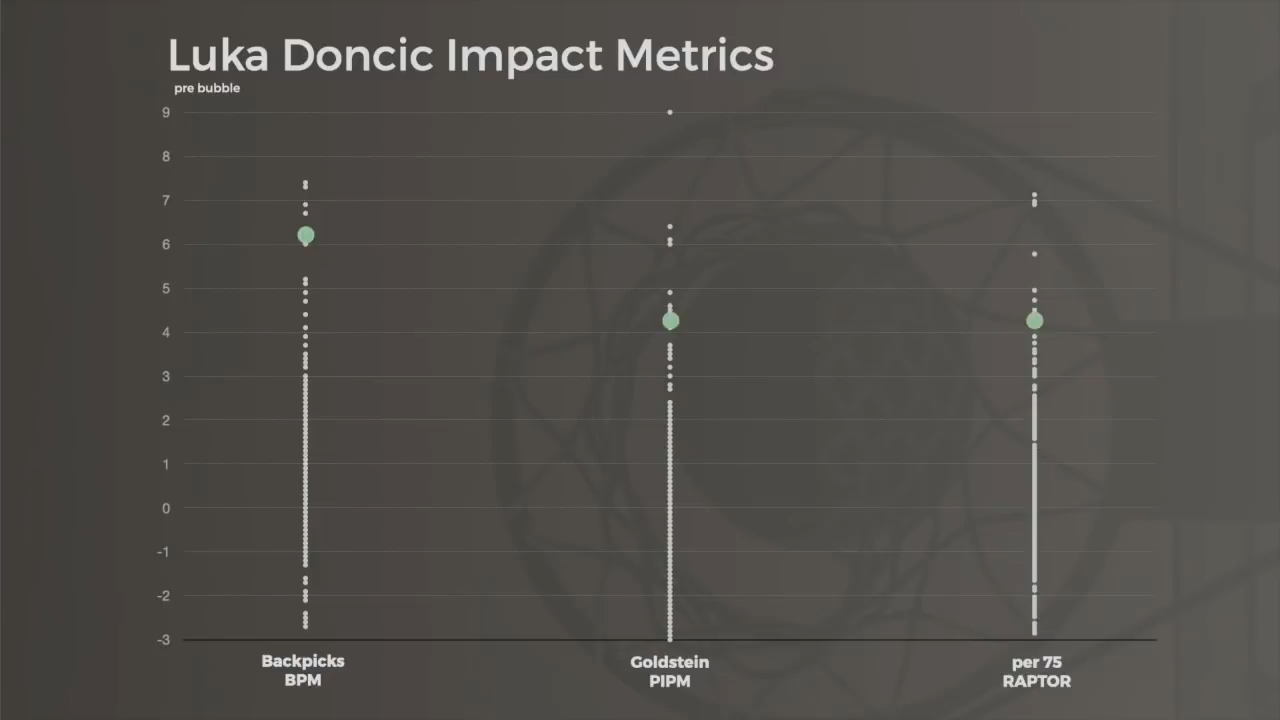 Luka Doncic Impact Metrics
pre bubble
9
8
7
6
5
4
3
2
1
0
-1
-2
-3
Backpicks
BPM
Goldstein
PIPM
per 75
RAPTOR